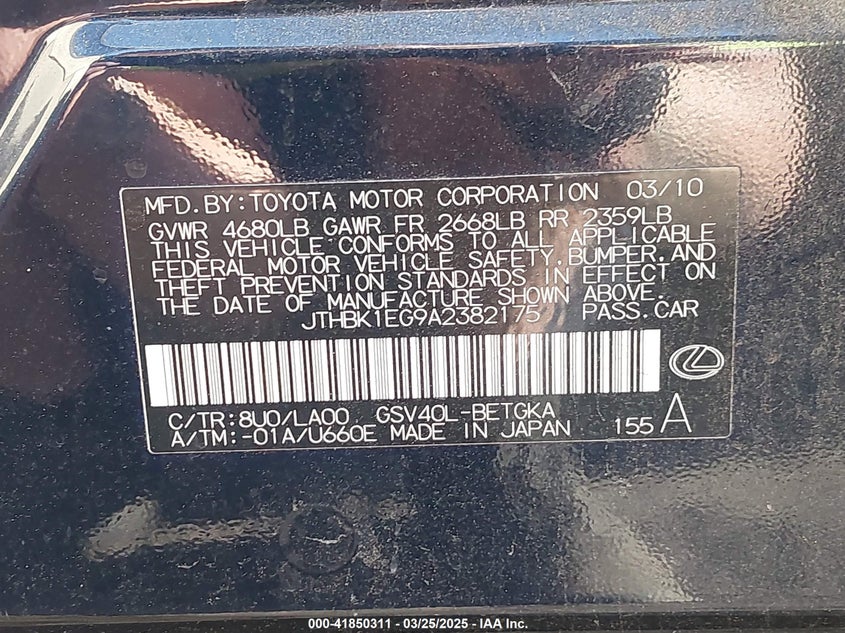 MFD.BY:TOYOTA MOTOR CORPORATION 03/10
GVWR 4680LB GAWR FR 2668LB RR 2359LB
THIS VEHICLE CONFORMS TO ALL APPLICABLE
FEDERAL MOTOR VEHICLE SAFETY,BUMPER,AND
THEFT PREVENTION STANDARDS IN EFFECT ON
THE DATE OF MANUFACTURE SHOWN ABOVE.
JTHBK1EG9A2382175 PASS.CAR
C/TR:8U0/LA00 GSV40L-BETGKA
A/TM:-01A/U660E MADE IN JAPAN 155 A
000-41850311 - 03/25/2025 - IAA Inc.